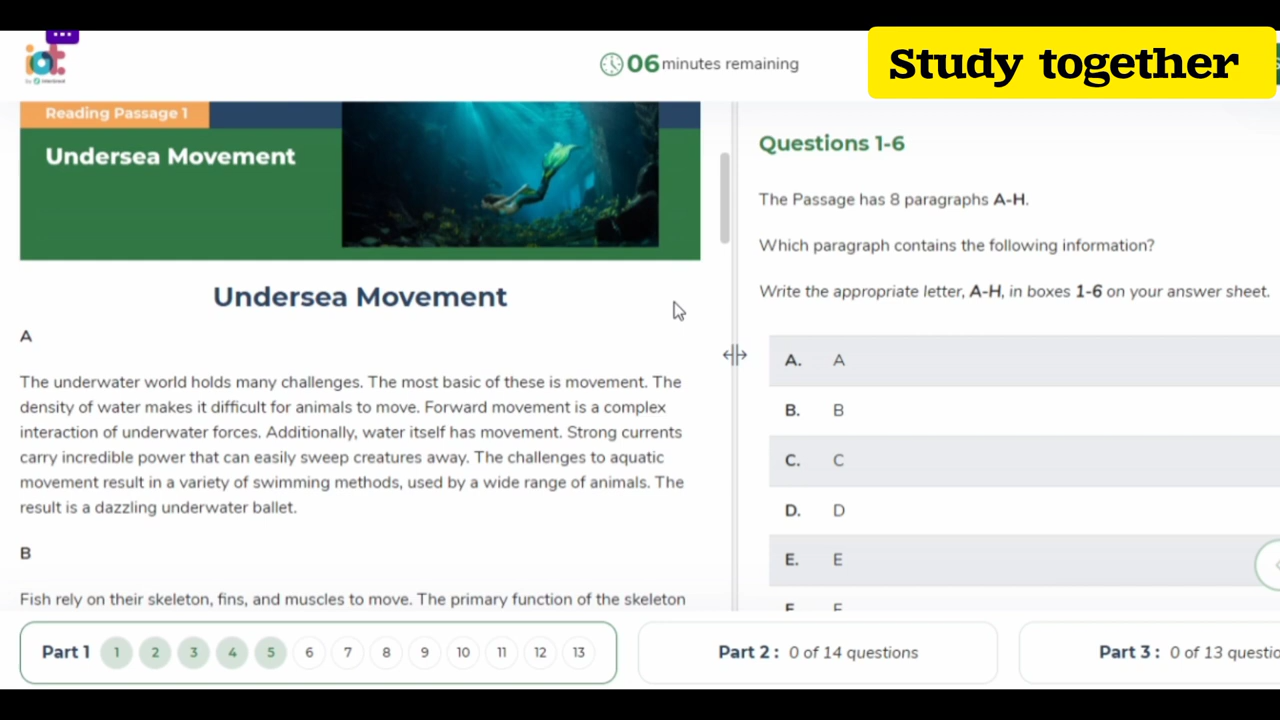 iot
06 minutes remaining
Study together
Reading Passage 1
Undersea Movement
Undersea Movement
A
The underwater world holds many challenges. The most basic of these is movement. The
density of water makes it difficult for animals to move. Forward movement is a complex
interaction of underwater forces. Additionally, water itself has movement. Strong currents
carry incredible power that can easily sweep creatures away. The challenges to aquatic
movement result in a variety of swimming methods, used by a wide range of animals. The
result is a dazzling underwater ballet.
B
Fish rely on their skeleton, fins, and muscles to move. The primary function of the skeleton
Questions 1-6
The Passage has 8 paragraphs A-H.
Which paragraph contains the following information?
Write the appropriate letter, A-H, in boxes 1-6 on your answer sheet.
A. A
B. B
C. C
D. D
E. E
F. F
Part 1 1 2 3 4 5 6 7 8 9 10 11 12 13
Part 2 : 0 of 14 questions
Part 3 : 0 of 13 questio